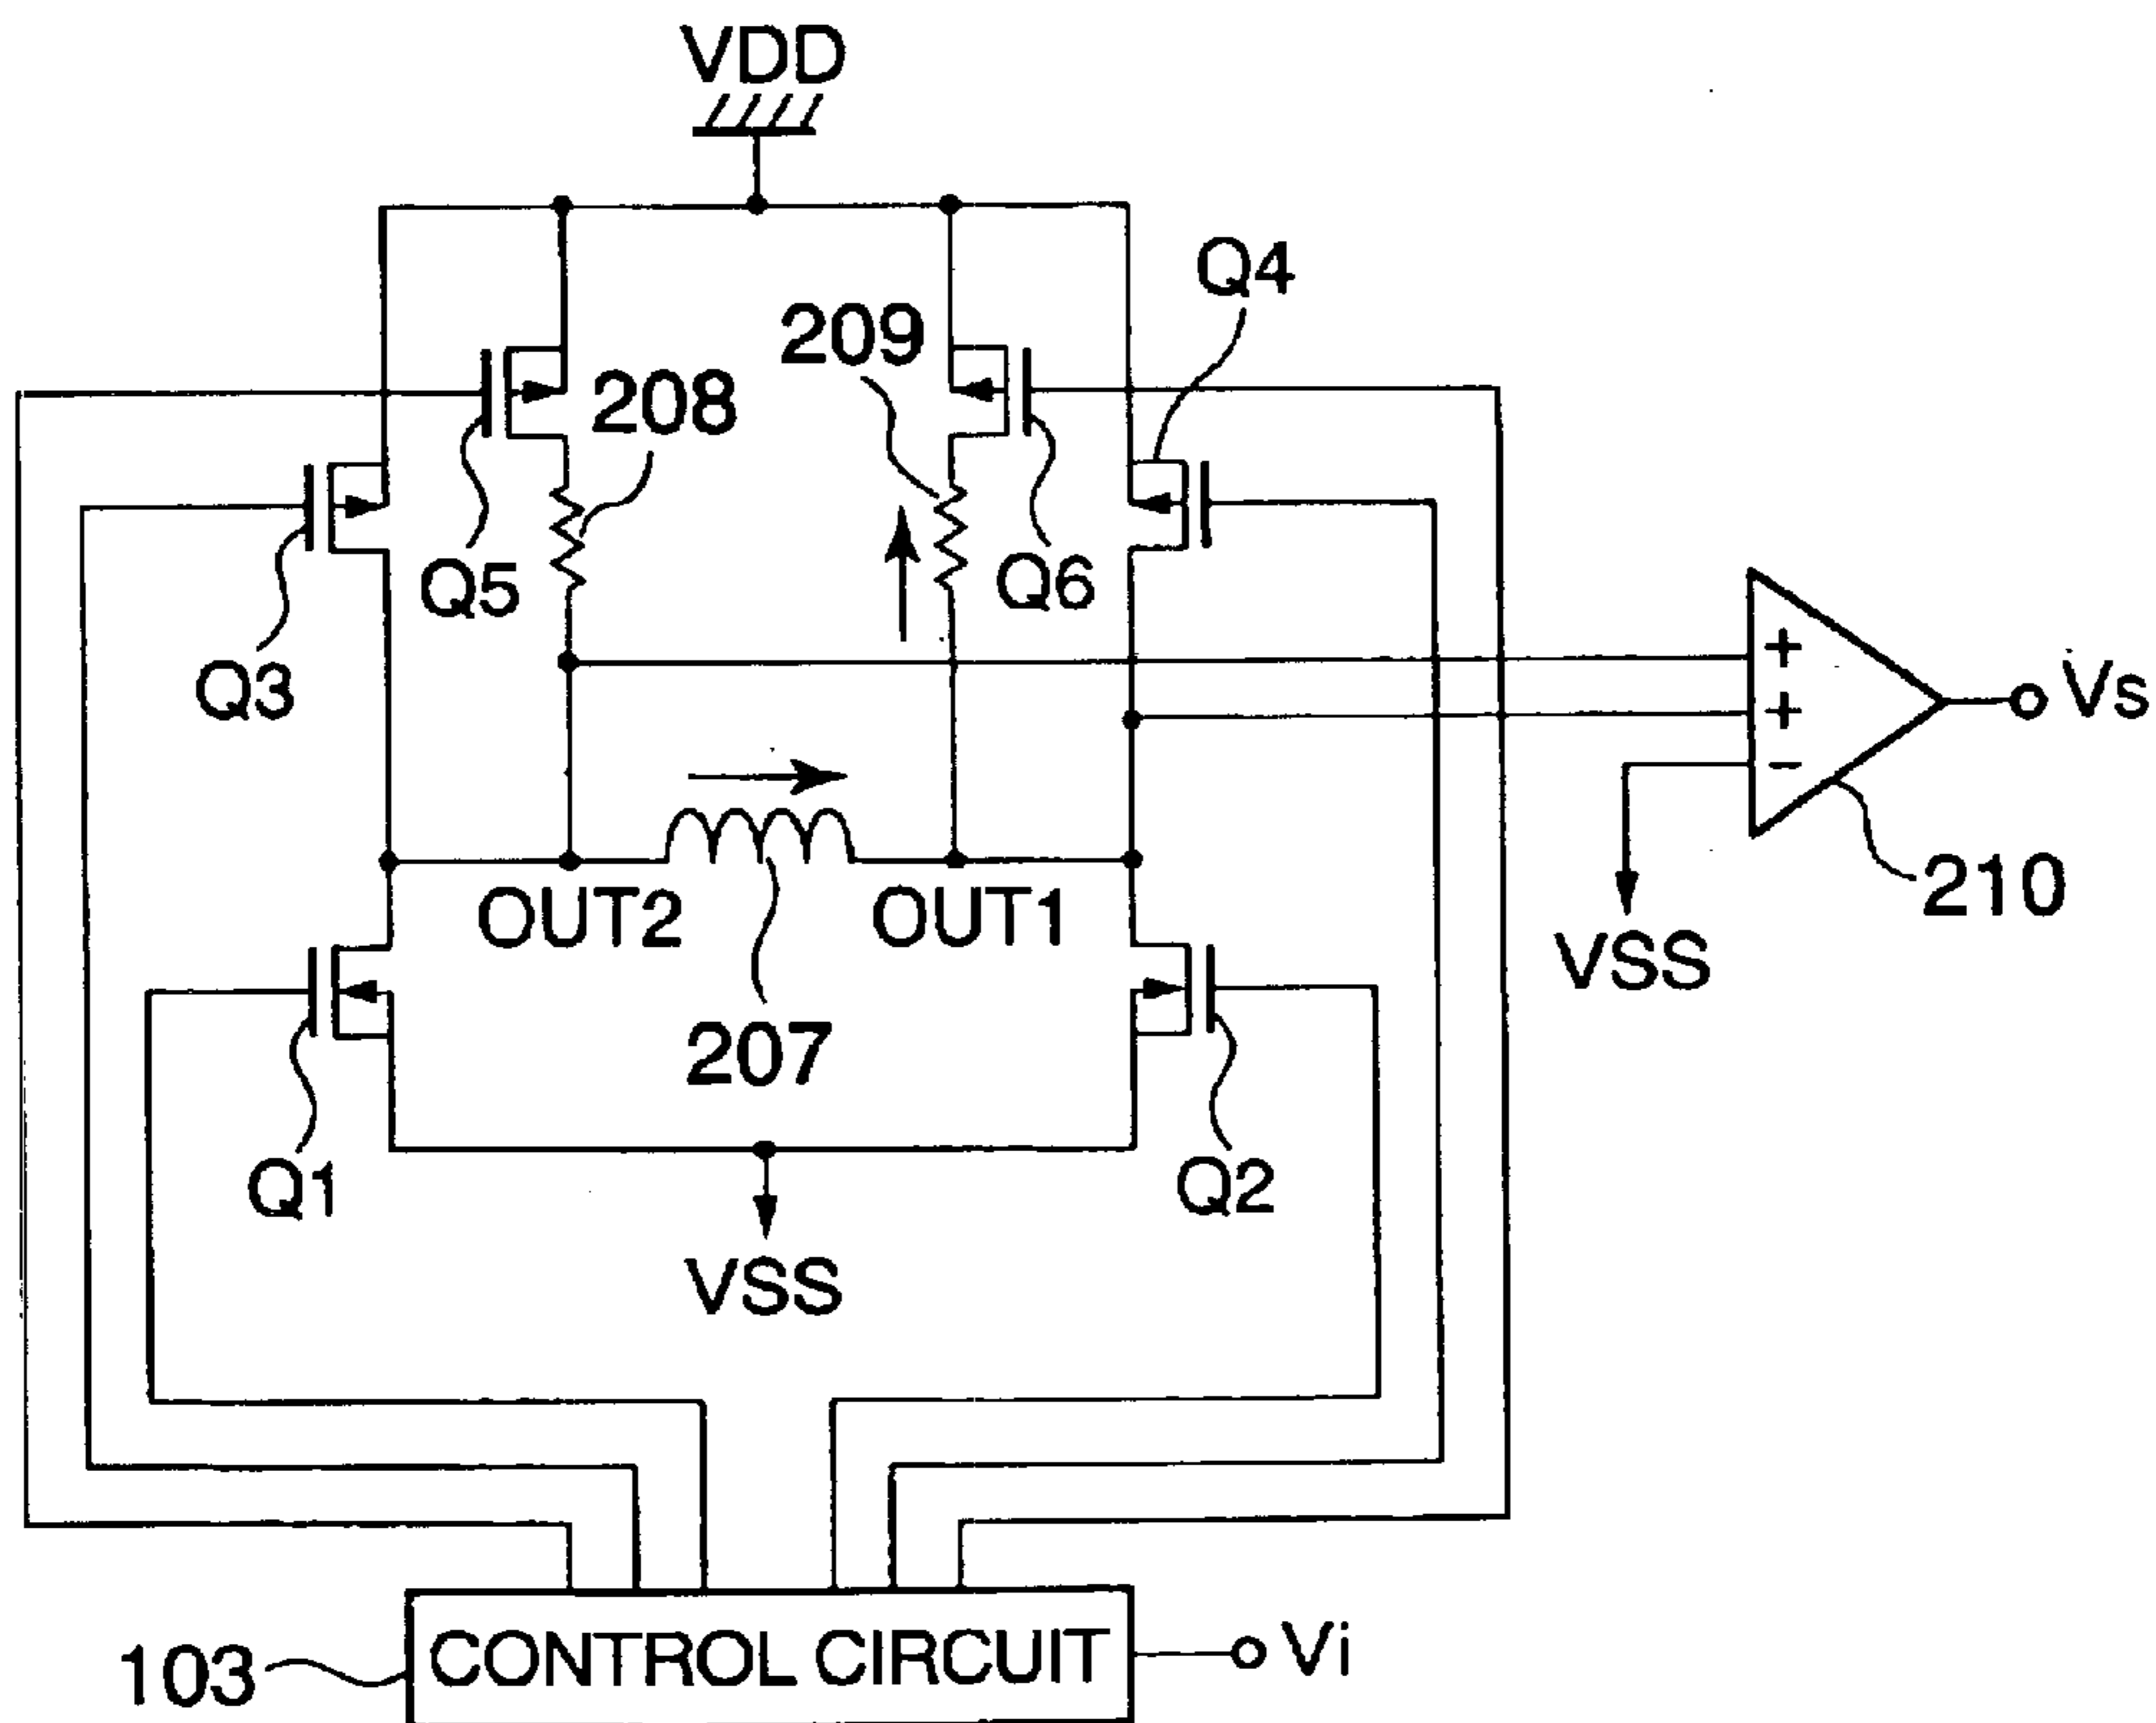 VDD
Q4
209
208
Q5
Q6
Q3
+
+
−
Vs
OUT2
OUT1
210
VSS
207
Q1
Q2
VSS
103
CONTROL CIRCUIT
Vi